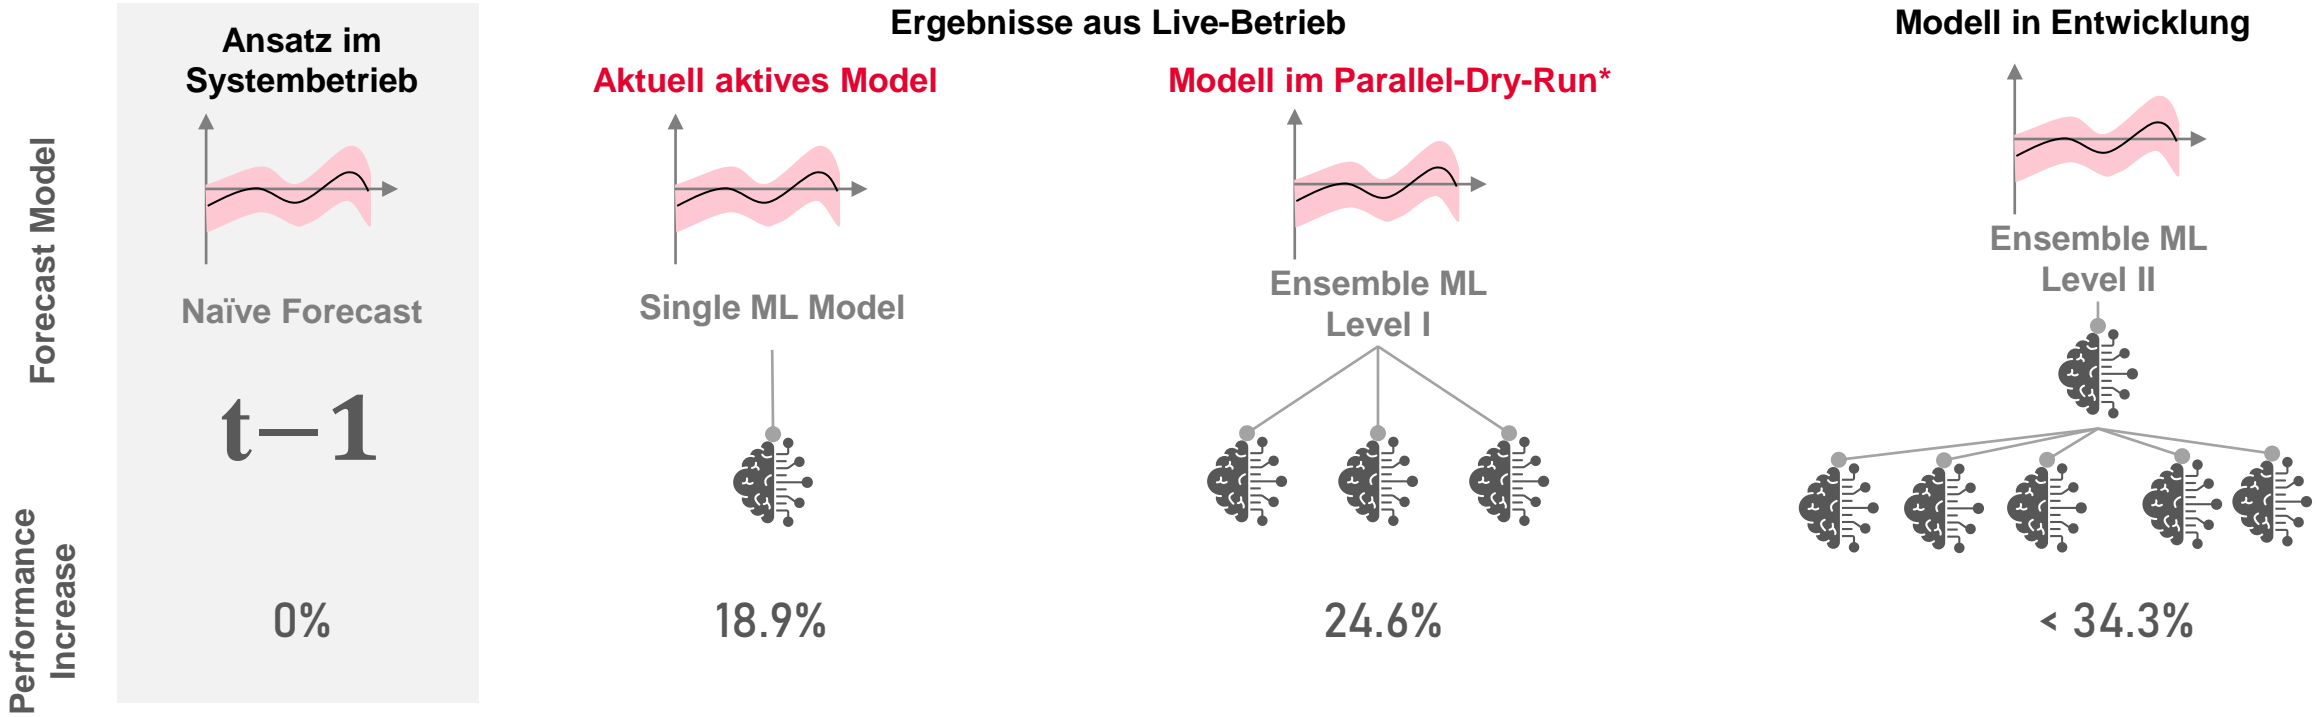 Ansatz im
Systembetrieb
Naïve Forecast
t−1
0%
Ergebnisse aus Live-Betrieb
Aktuell aktives Model
Single ML Model
18.9%
Modell im Parallel-Dry-Run*
Ensemble ML
Level I
24.6%
Modell in Entwicklung
Ensemble ML
Level II
< 34.3%
Forecast Model
Performance
Increase